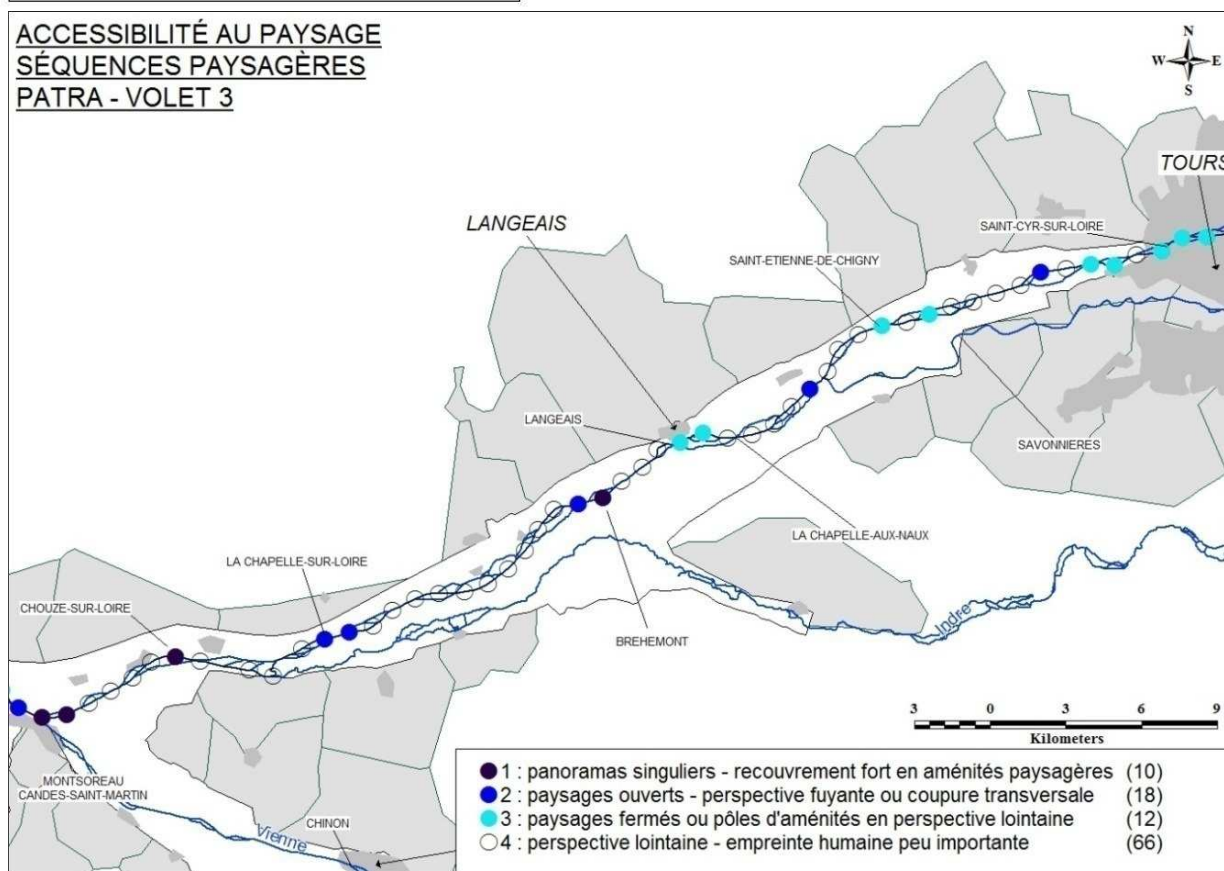 ACCESSIBILITÉ AU PAYSAGE
SÉQUENCES PAYSAGÈRES
PATRA - VOLET 3
N
W E
S
TOURS
LANGEAIS
SAINT-CYR-SUR-LOIRE
SAINT-ETIENNE-DE-CHIGNY
LANGEAIS
SAVONNIERES
LA CHAPELLE-AUX-NAUX
LA CHAPELLE-SUR-LOIRE
CHOUZE-SUR-LOIRE
BREHEMONT
Indre
MONTSOREAU
CANDES-SAINT-MARTIN
Vienne
CHINON
3 0 3 6 9
Kilometers
1 : panoramas singuliers - recouvrement fort en aménités paysagères (10)
2 : paysages ouverts - perspective fuyante ou coupure transversale (18)
3 : paysages fermés ou pôles d'aménités en perspective lointaine (12)
4 : perspective lointaine - empreinte humaine peu importante (66)